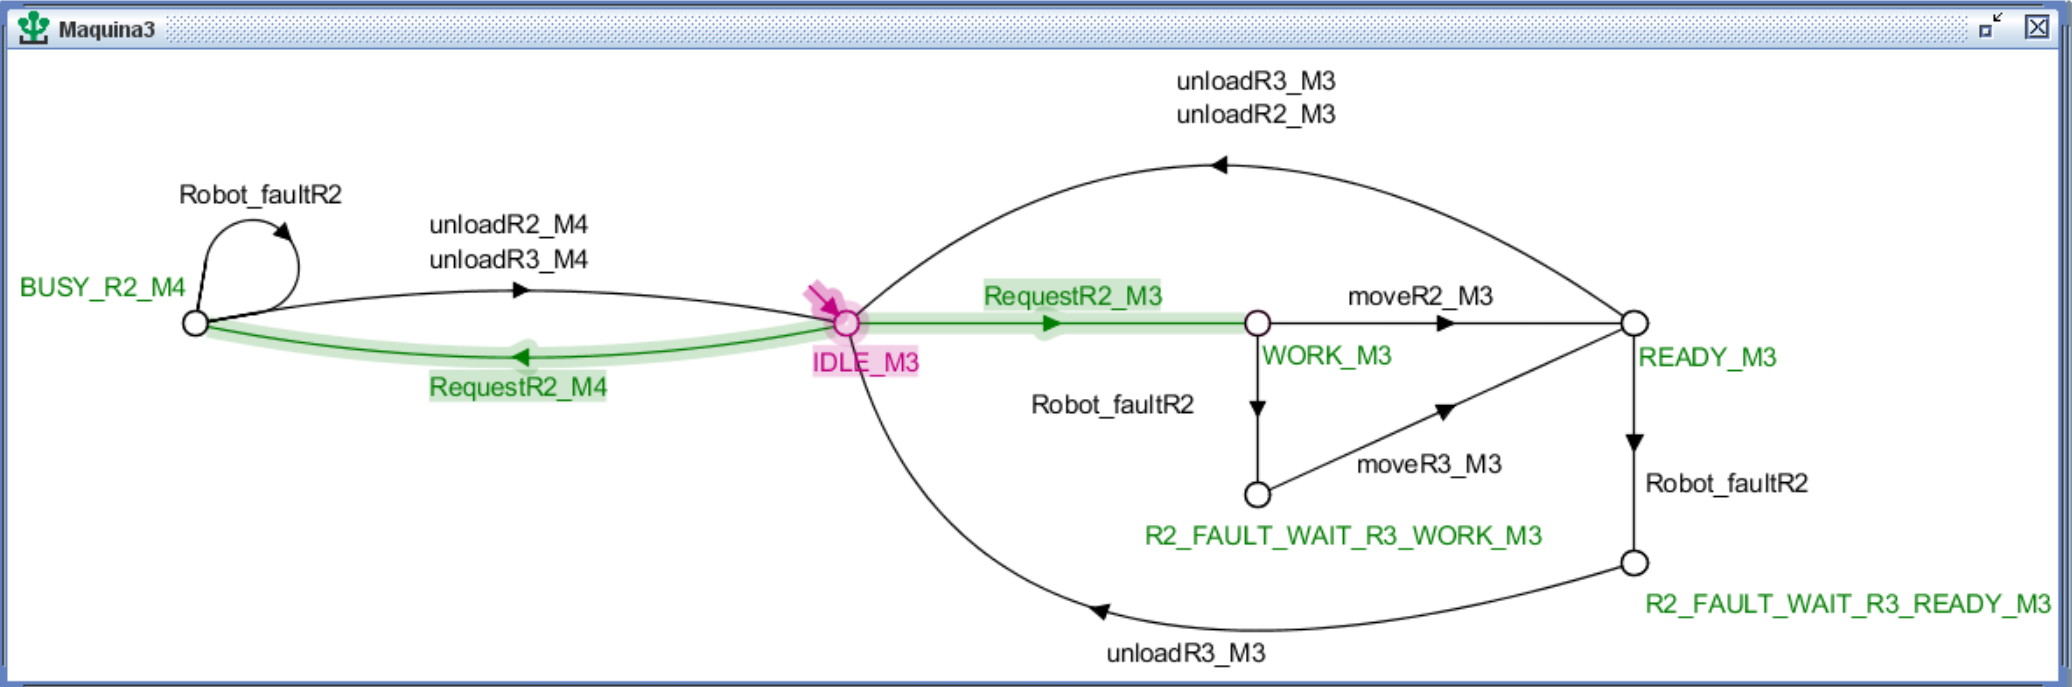 Maquina3
unloadR3_M3
unloadR2_M3
Robot_faultR2
unloadR2_M4
unloadR3_M4
BUSY_R2_M4
RequestR2_M3
moveR2_M3
IDLE_M3
WORK_M3
READY_M3
RequestR2_M4
Robot_faultR2
moveR3_M3
Robot_faultR2
R2_FAULT_WAIT_R3_WORK_M3
R2_FAULT_WAIT_R3_READY_M3
unloadR3_M3